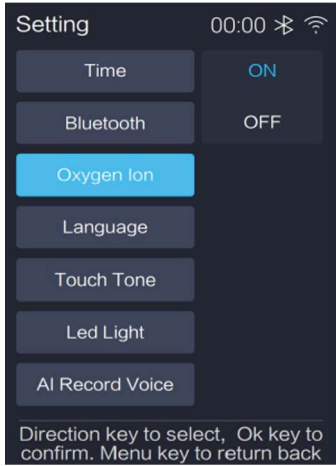 Setting 00:00
Time
ON
Bluetooth
OFF
Oxygen Ion
Language
Touch Tone
Led Light
AI Record Voice
Direction key to select, Ok key to
confirm. Menu key to return back